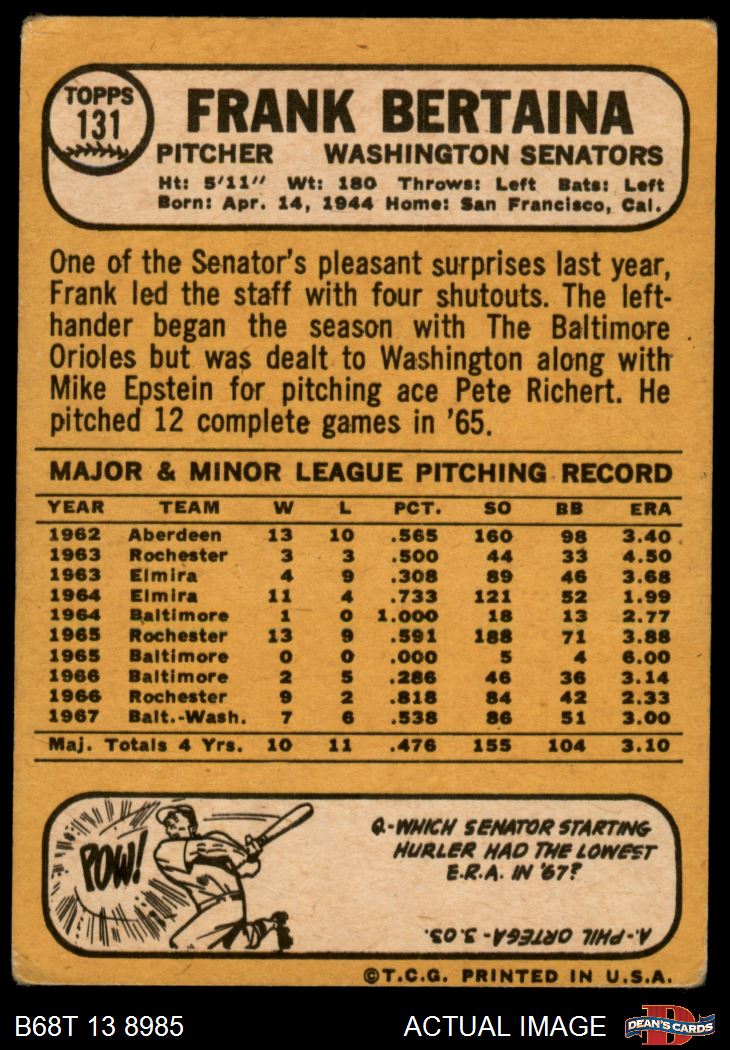 TOPPS
131
FRANK BERTAINA
PITCHER WASHINGTON SENATORS
Ht: 5'11" Wt: 180 Throws: Left Bats: Left
Born: Apr. 14, 1944 Home: San Francisco, Cal.
One of the Senator's pleasant surprises last year,
Frank led the staff with four shutouts. The left-
hander began the season with The Baltimore
Orioles but was dealt to Washington along with
Mike Epstein for pitching ace Pete Richert. He
pitched 12 complete games in '65.
MAJOR & MINOR LEAGUE PITCHING RECORD
YEAR TEAM W L PCT. SO BB ERA
1962 Aberdeen 13 10 .565 160 98 3.40
1963 Rochester 3 3 .500 44 33 4.50
1963 Elmira 4 9 .308 89 46 3.68
1964 Elmira 11 4 .733 121 52 1.99
1964 Baltimore 1 0 1.000 18 13 2.77
1965 Rochester 13 9 .591 188 71 3.88
1965 Baltimore 0 0 .000 5 4 6.00
1966 Baltimore 2 5 .286 46 36 3.14
1966 Rochester 9 2 .818 84 42 2.33
1967 Balt.-Wash. 7 6 .538 86 51 3.00
Maj. Totals 4 Yrs. 10 11 .476 155 104 3.10
POW!
Q.-WHICH SENATOR STARTING
HURLER HAD THE LOWEST
E.R.A. IN '67?
A.-PHIL ORTEGA-3.03.
©T.C.G. PRINTED IN U.S.A.
B68T 13 8985
ACTUAL IMAGE
D
DEAN'S CARDS